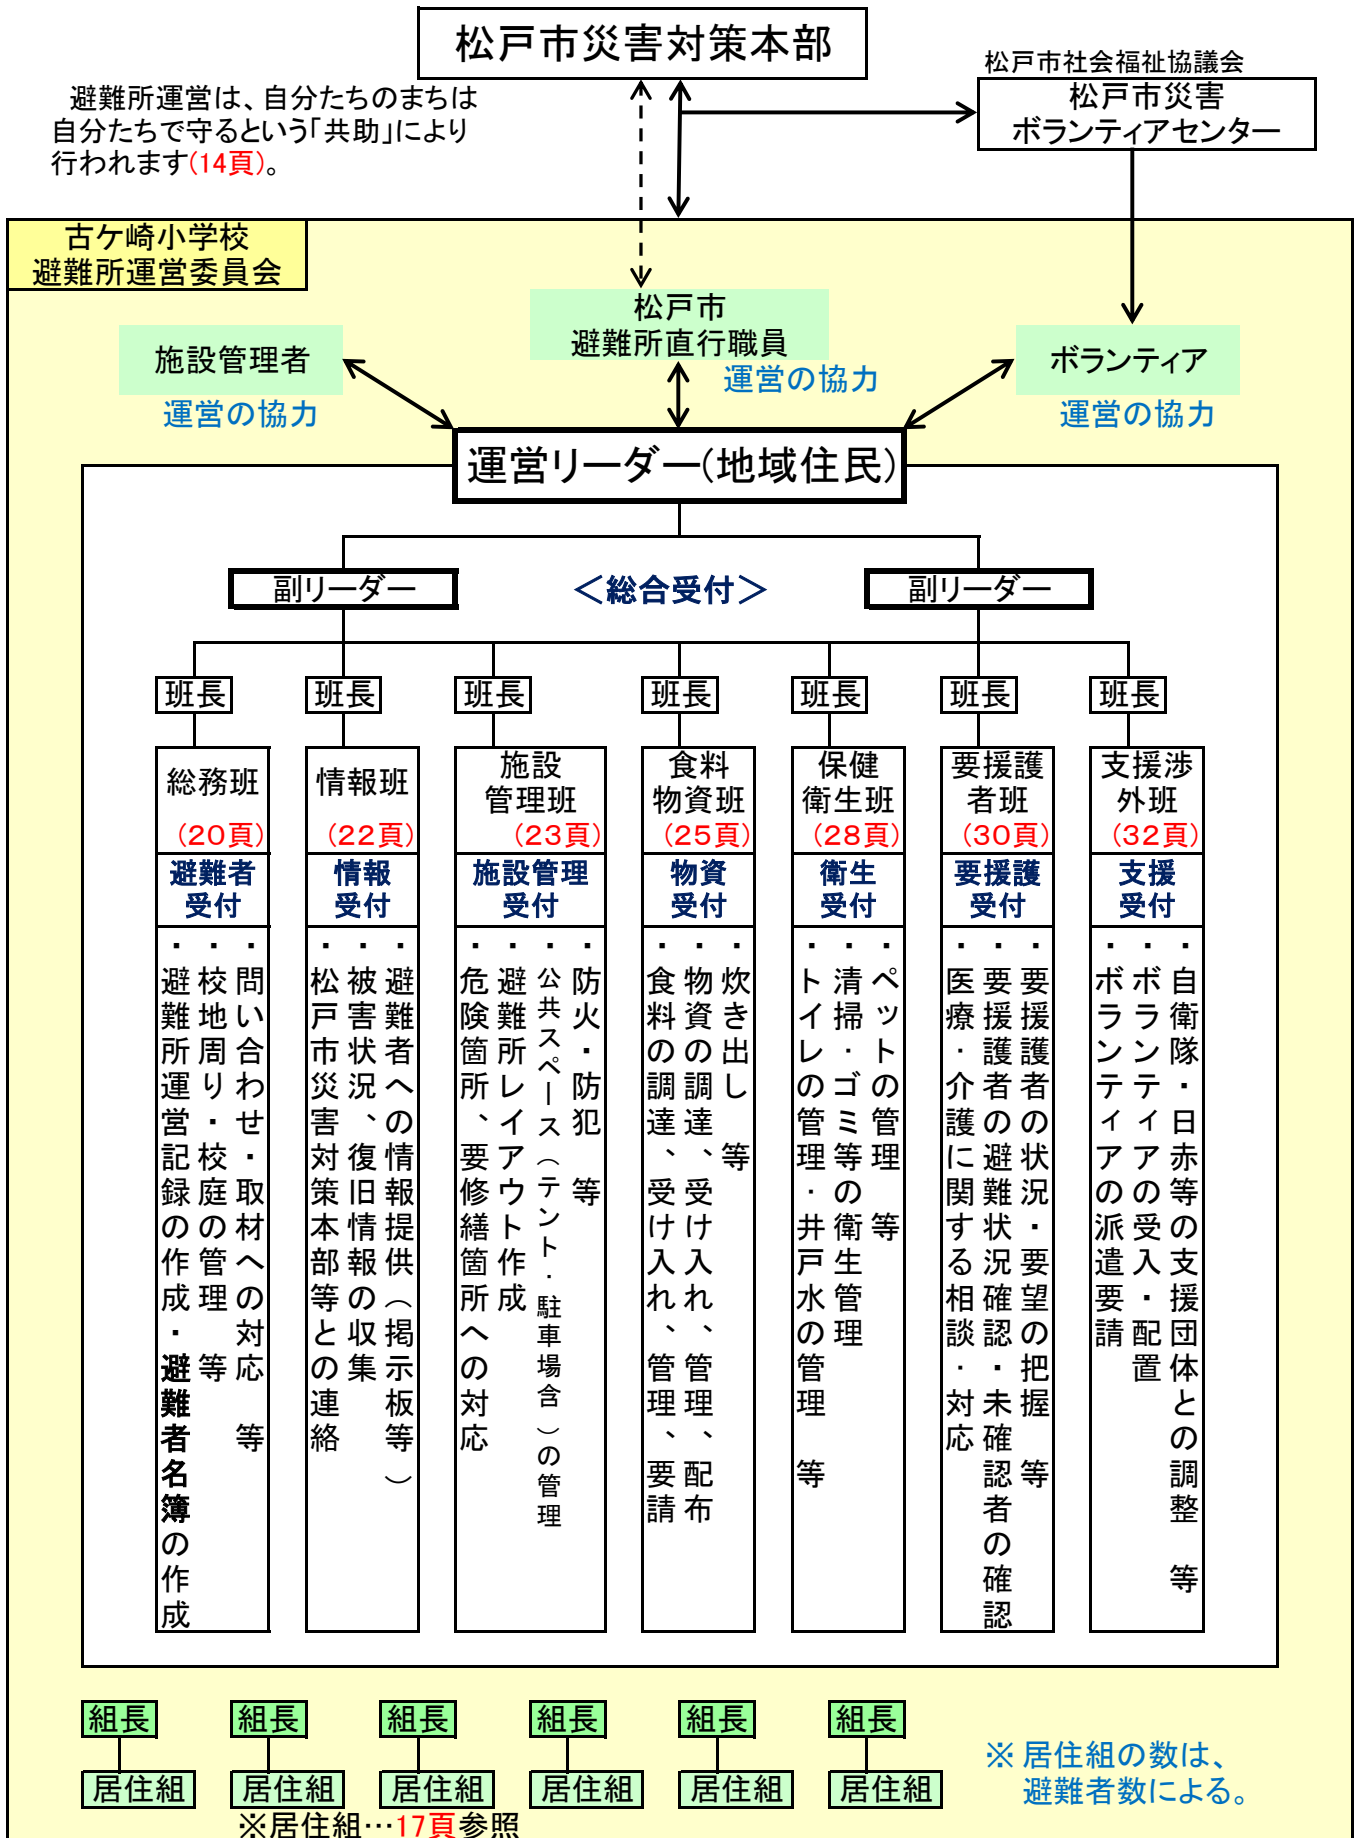 松戸市災害対策本部
松戸市社会福祉協議会
松戸市災害
ボランティアセンター
避難所運営は、自分たちのまちは
自分たちで守るという「共助」により
行われます(14頁)。
古ケ崎小学校
避難所運営委員会
松戸市
避難所直行職員
運営の協力
施設管理者
運営の協力
ボランティア
運営の協力
運営リーダー(地域住民)
副リーダー
＜総合受付＞
副リーダー
班長
班長
班長
班長
班長
班長
班長
総務班
(20頁)
避難者
受付
・避難所運営記録の作成・避難者名簿の作成
・校地周り・校庭の管理　等
・問い合わせ・取材への対応　等
情報班
(22頁)
情報
受付
・松戸市災害対策本部等との連絡
・被害状況、復旧情報の収集
・避難者への情報提供（掲示板等）
施設
管理班
(23頁)
施設管理
受付
・危険箇所、要修繕箇所への対応
・避難所レイアウト作成
・公共スペース（テント・駐車場含）の管理
・防火・防犯　等
食料
物資班
(25頁)
物資
受付
・食料の調達、受け入れ、管理、要請
・物資の調達、受け入れ、管理、配布
・炊き出し　等
保健
衛生班
(28頁)
衛生
受付
・トイレの管理・井戸水の管理　等
・清掃・ゴミ等の衛生管理
・ペットの管理　等
要援護
者班
(30頁)
要援護
受付
・医療・介護に関する相談・対応
・要援護者の避難状況確認・未確認者の確認
・要援護者の状況・要望の把握　等
支援渉
外班
(32頁)
支援
受付
・ボランティアの派遣要請
・ボランティアの受入・配置
・自衛隊・日赤等の支援団体との調整　等
組長
組長
組長
組長
組長
組長
居住組
居住組
居住組
居住組
居住組
居住組
※ 居住組の数は、
避難者数による。
※居住組…17頁参照